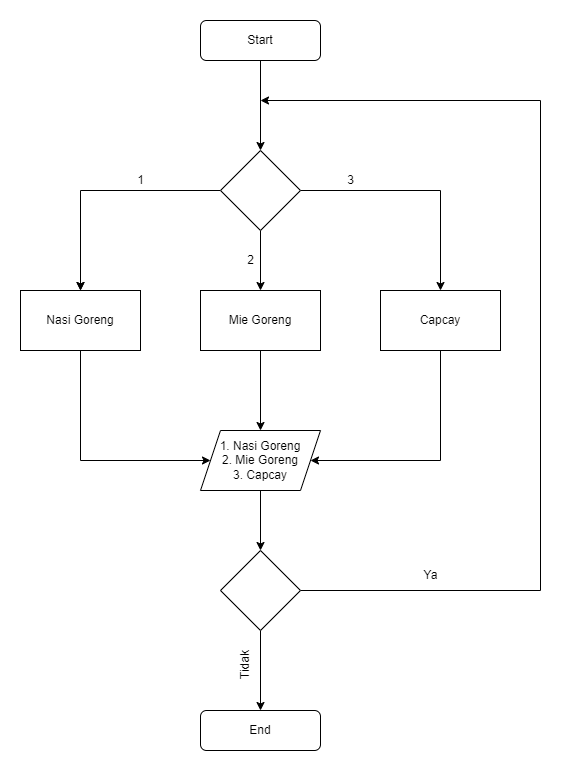 Start
1
3
2
Nasi Goreng
Mie Goreng
Capcay
1. Nasi Goreng
2. Mie Goreng
3. Capcay
Ya
Tidak
End